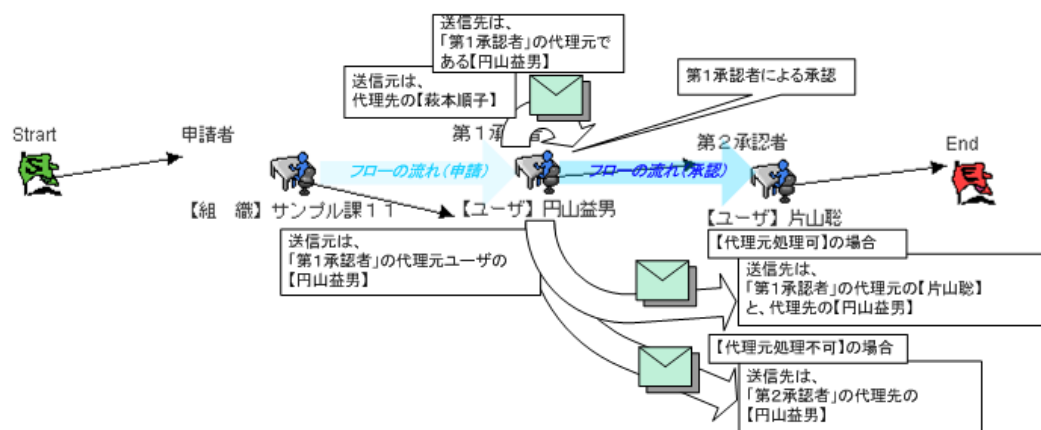 送信先は、
「第1承認者」の代理元で
ある【円山益男】
送信元は、
代理先の【萩本順子】
第1承認者による承認
Strart
申請者
第１承
第２承認者
End
フローの流れ(申請)
フローの流れ(承認)
【組　織】サンプル課１１
【ユーザ】円山益男
【ユーザ】片山聡
送信元は、
「第1承認者」の代理元ユーザの
【円山益男】
【代理元処理可】の場合
送信先は、
「第1承認者」の代理元の【片山聡】
と、代理先の【円山益男】
【代理元処理不可】の場合
送信先は、
「第2承認者」の代理先の
【円山益男】